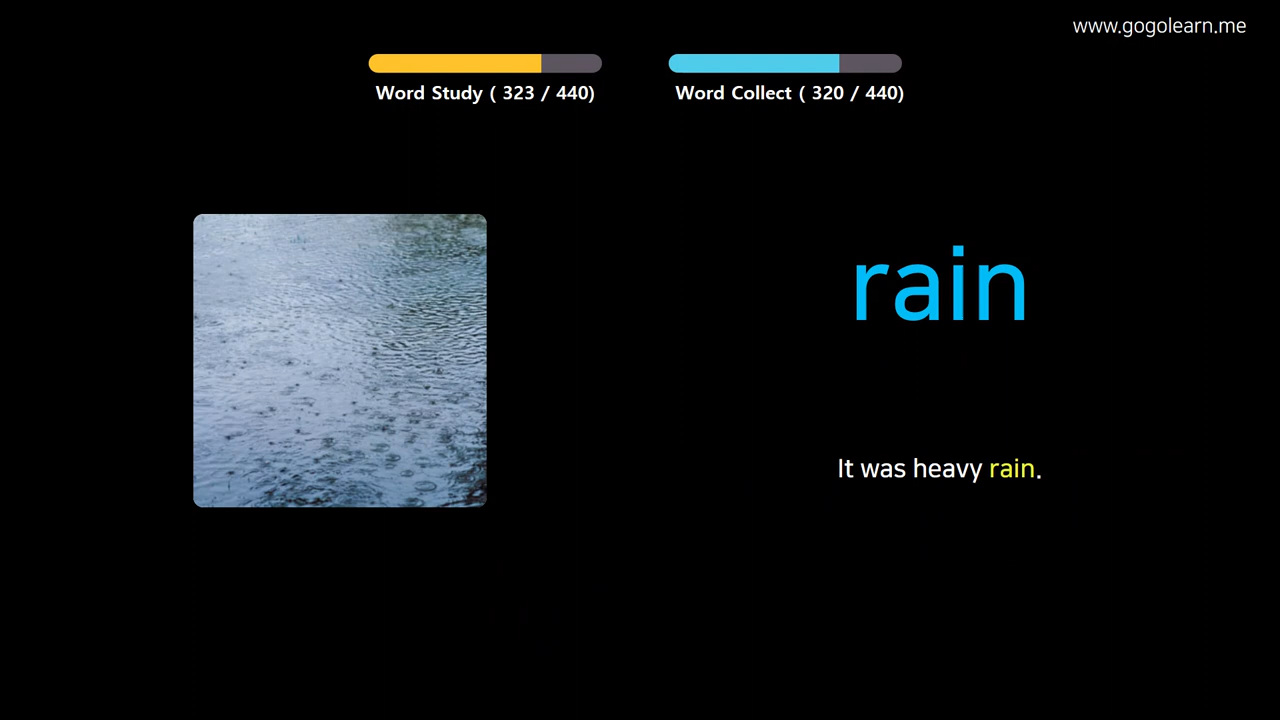 www.gogolearn.me
Word Study ( 323 / 440)
Word Collect ( 320 / 440)
rain
It was heavy rain.